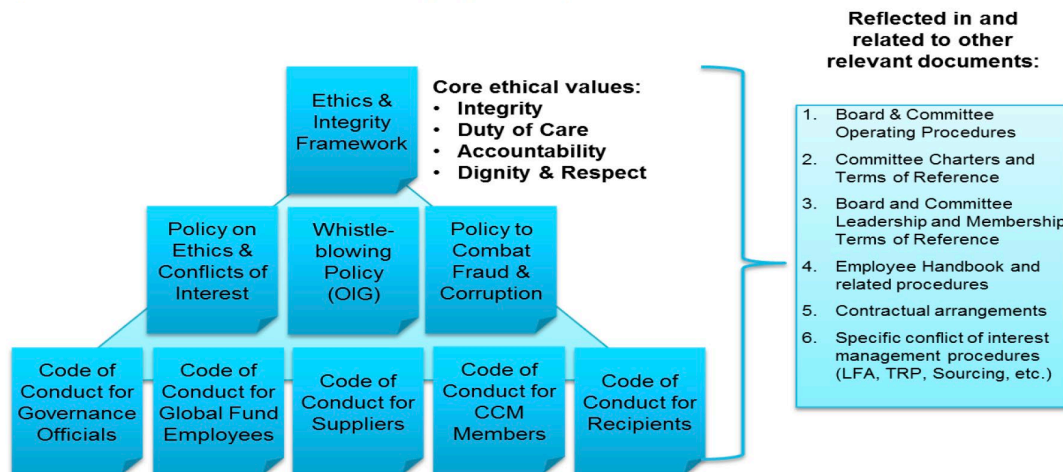 Ethics &
Integrity
Framework
Core ethical values:
• Integrity
• Duty of Care
• Accountability
• Dignity & Respect
Policy on
Ethics &
Conflicts of
Interest
Whistle-
blowing
Policy
(OIG)
Policy to
Combat
Fraud &
Corruption
Code of
Conduct for
Governance
Officials
Code of
Conduct for
Global Fund
Employees
Code of
Conduct for
Suppliers
Code of
Conduct for
CCM
Members
Code of
Conduct for
Recipients
Reflected in and
related to other
relevant documents:
1. Board & Committee
Operating Procedures
2. Committee Charters and
Terms of Reference
3. Board and Committee
Leadership and Membership
Terms of Reference
4. Employee Handbook and
related procedures
5. Contractual arrangements
6. Specific conflict of interest
management procedures
(LFA, TRP, Sourcing, etc.)